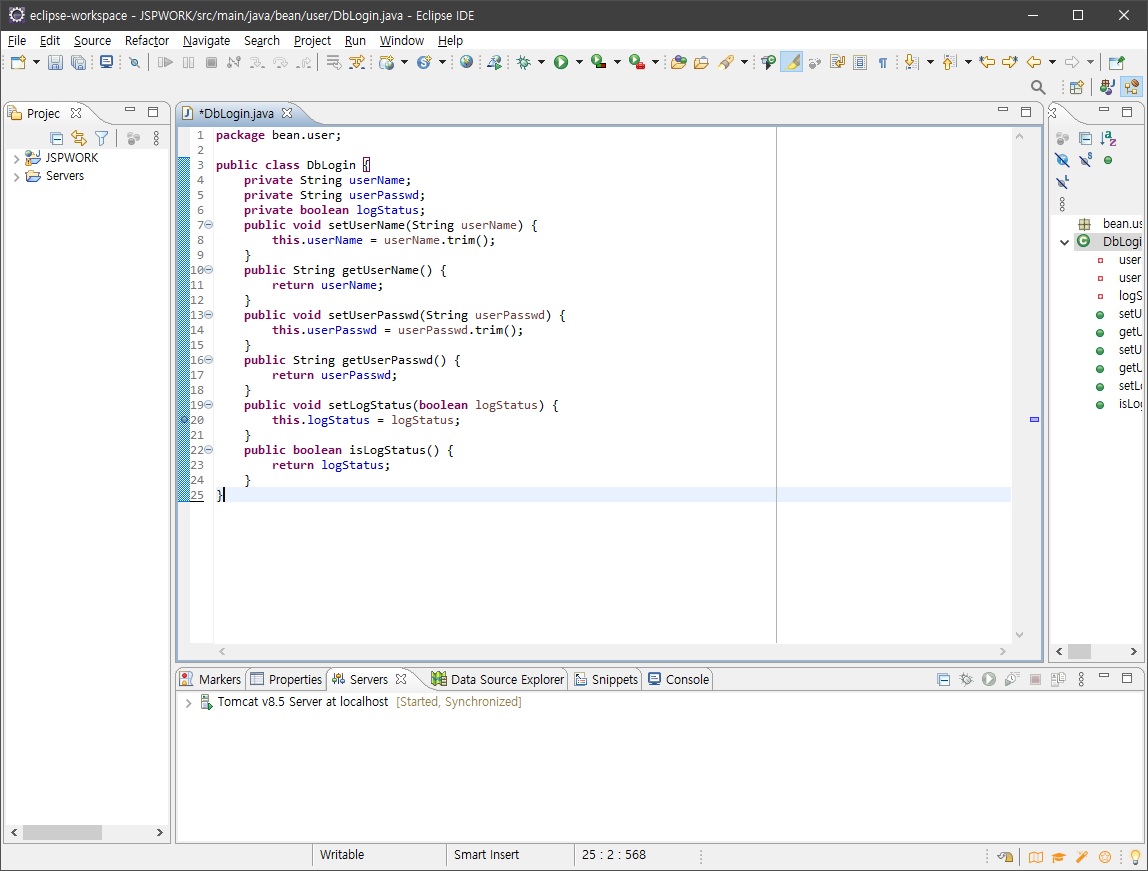 eclipse-workspace - JSPWORK/src/main/java/bean/user/DbLogin.java - Eclipse IDE
File Edit Source Refactor Navigate Search Project Run Window Help
Projec
JSPWORK
Servers
*DbLogin.java
1 package bean.user;
2
3 public class DbLogin {
4 private String userName;
5 private String userPasswd;
6 private boolean logStatus;
7 public void setUserName(String userName) {
8 this.userName = userName.trim();
9 }
10 public String getUserName() {
11 return userName;
12 }
13 public void setUserPasswd(String userPasswd) {
14 this.userPasswd = userPasswd.trim();
15 }
16 public String getUserPasswd() {
17 return userPasswd;
18 }
19 public void setLogStatus(boolean logStatus) {
20 this.logStatus = logStatus;
21 }
22 public boolean isLogStatus() {
23 return logStatus;
24 }
25 }
bean.us
DbLogi
user
user
logS
setU
getU
setU
getU
setLo
isLog
Markers Properties Servers Data Source Explorer Snippets Console
Tomcat v8.5 Server at localhost [Started, Synchronized]
Writable Smart Insert 25 : 2 : 568